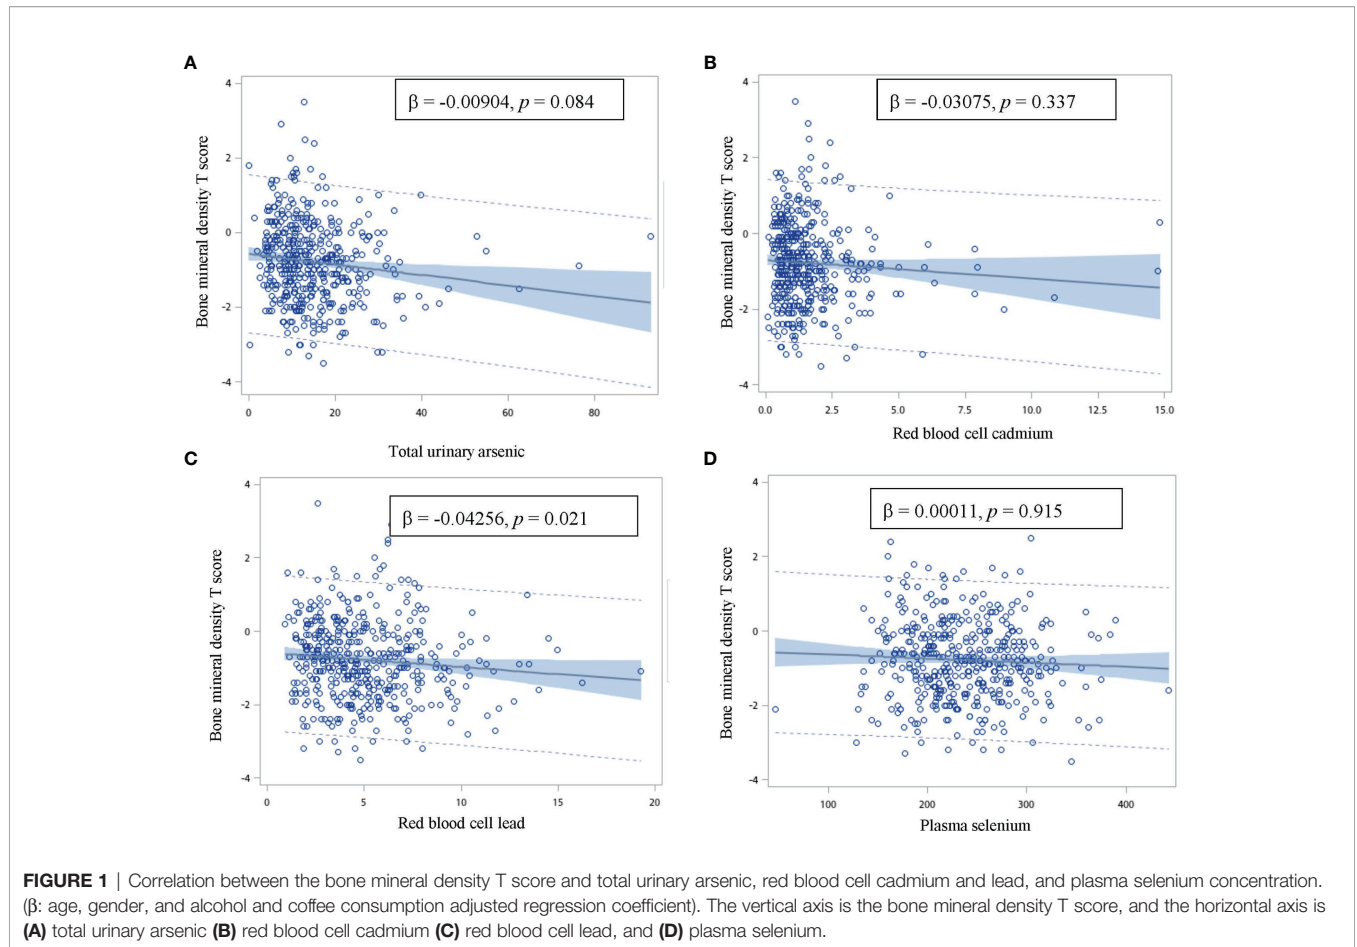 A
β = -0.00904, p = 0.084
Bone mineral density T score
4
2
0
-2
-4
0 20 40 60 80
Total urinary arsenic
B
β = -0.03075, p = 0.337
Bone mineral density T score
4
2
0
-2
-4
0.0 2.5 5.0 7.5 10.0 12.5 15.0
Red blood cell cadmium
C
β = -0.04256, p = 0.021
Bone mineral density T score
4
2
0
-2
-4
0 5 10 15 20
Red blood cell lead
D
β = 0.00011, p = 0.915
Bone mineral density T score
4
2
0
-2
-4
100 200 300 400
Plasma selenium
FIGURE 1 | Correlation between the bone mineral density T score and total urinary arsenic, red blood cell cadmium and lead, and plasma selenium concentration.
(β: age, gender, and alcohol and coffee consumption adjusted regression coefficient). The vertical axis is the bone mineral density T score, and the horizontal axis is
(A) total urinary arsenic (B) red blood cell cadmium (C) red blood cell lead, and (D) plasma selenium.